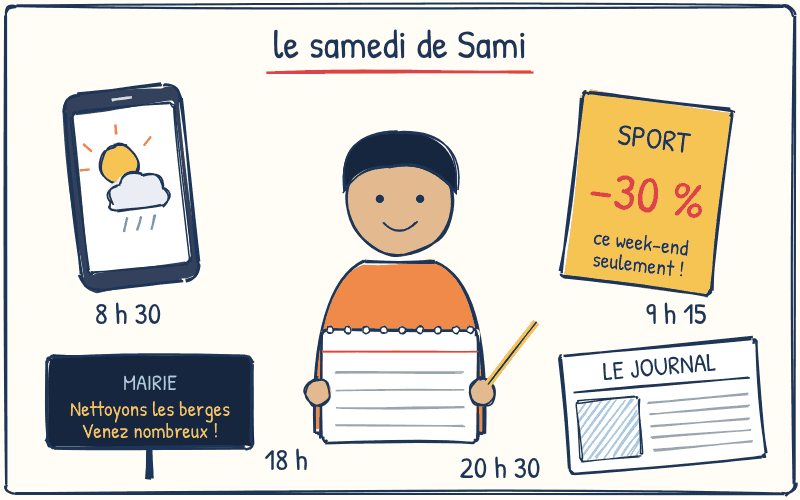 le samedi de Sami
8 h 30
SPORT
-30 %
ce week-end
seulement !
9 h 15
MAIRIE
Nettoyons les berges
Venez nombreux !
18 h
LE JOURNAL
20 h 30